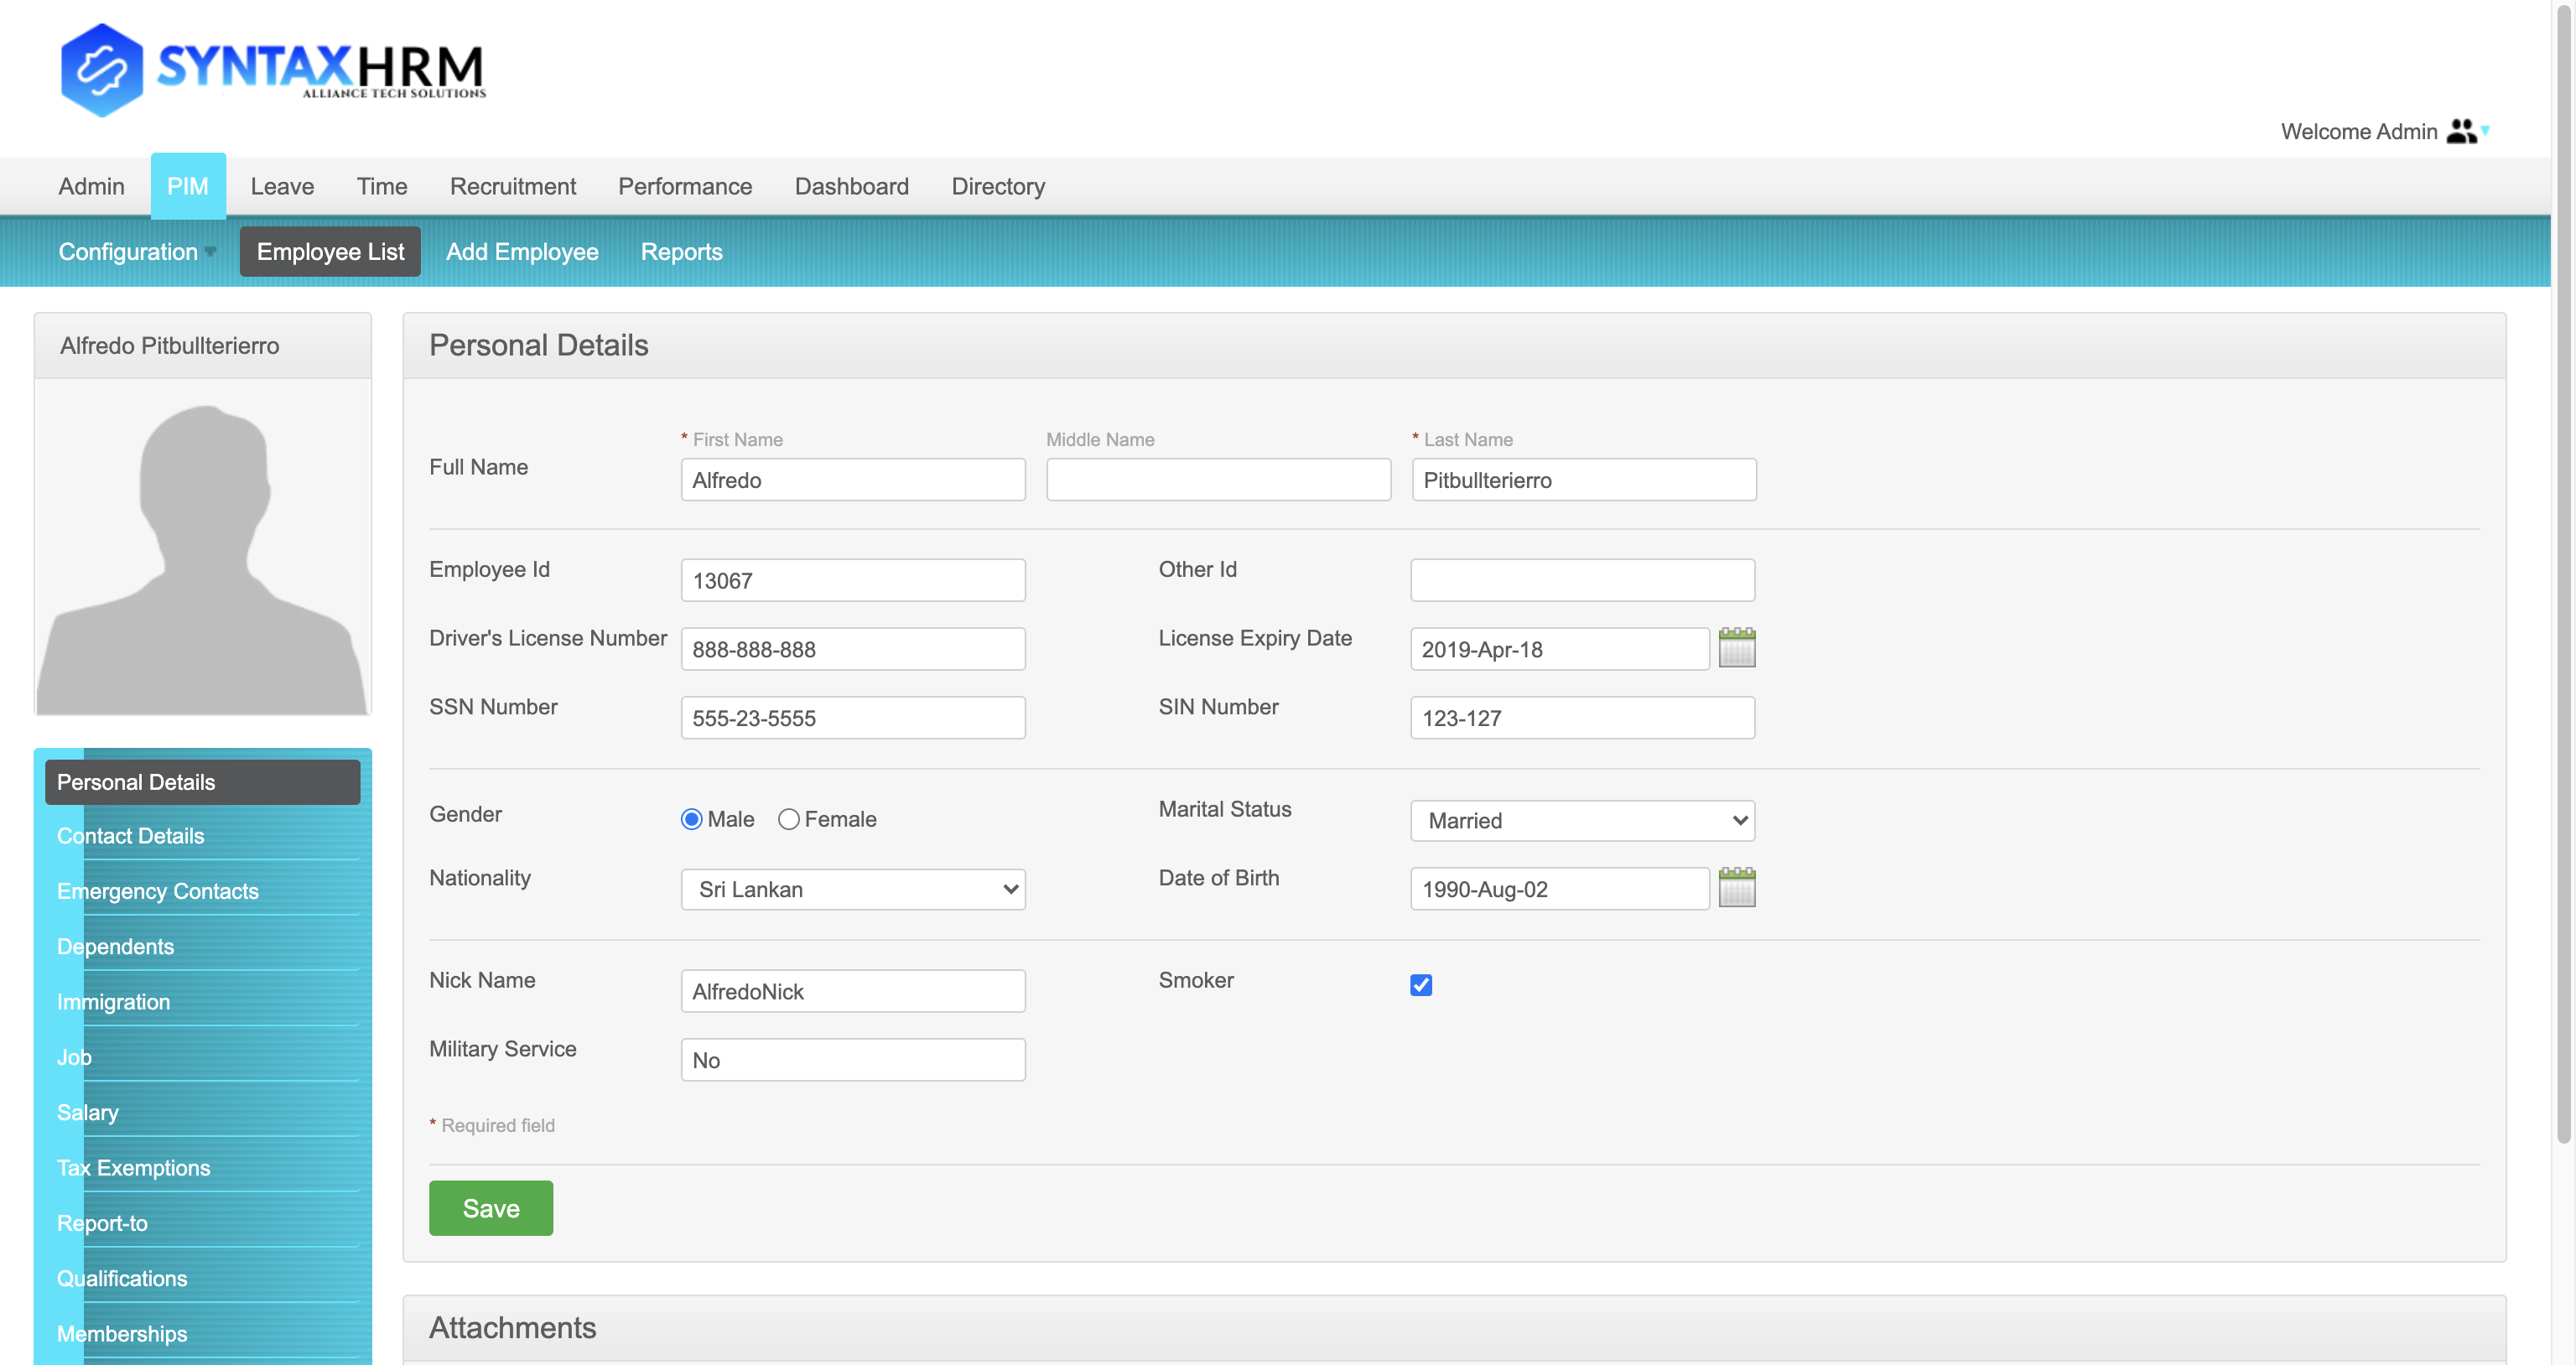 SYNTAXHRM
ALLIANCE TECH SOLUTIONS
Welcome Admin
Admin PIM Leave Time Recruitment Performance Dashboard Directory
Configuration Employee List Add Employee Reports
Alfredo Pitbullterierro
Personal Details
Contact Details
Emergency Contacts
Dependents
Immigration
Job
Salary
Tax Exemptions
Report-to
Qualifications
Memberships
Personal Details
* First Name Middle Name * Last Name
Full Name Alfredo Pitbullterierro
Employee Id 13067 Other Id
Driver's License Number 888-888-888 License Expiry Date 2019-Apr-18
SSN Number 555-23-5555 SIN Number 123-127
Gender Male Female Marital Status Married
Nationality Sri Lankan Date of Birth 1990-Aug-02
Nick Name AlfredoNick Smoker
Military Service No
* Required field
Save
Attachments